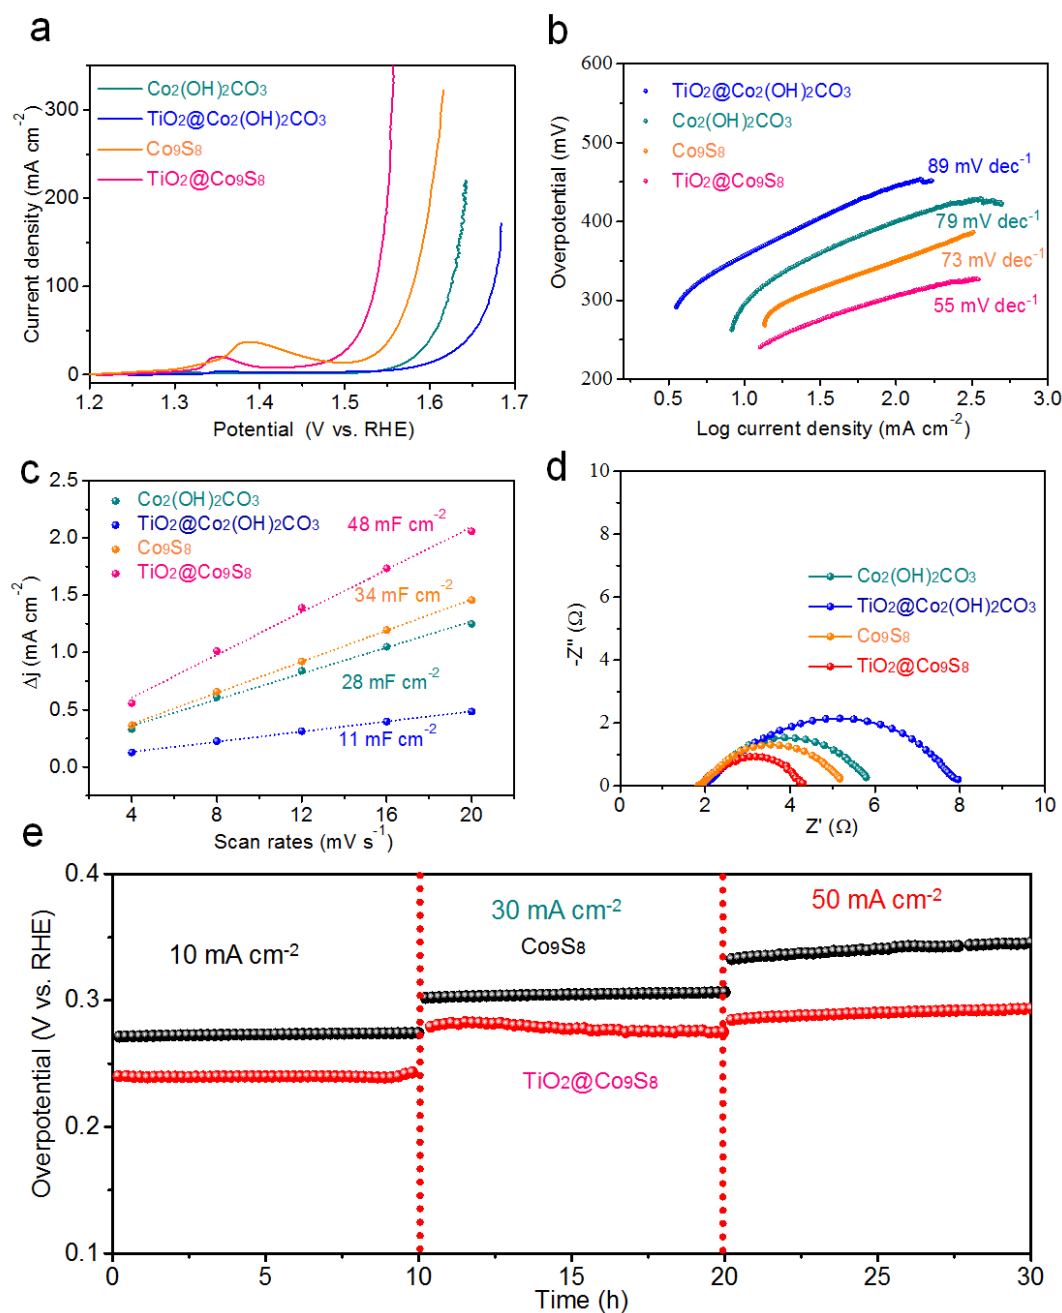 a
Current density (mA cm-2)
300
200
100
0
Co2(OH)2CO3
TiO2@Co2(OH)2CO3
Co9S8
TiO2@Co9S8
1.2 1.3 1.4 1.5 1.6 1.7
Potential (V vs. RHE)
b
Overpotential (mV)
600
500
400
300
200
TiO2@Co2(OH)2CO3
Co2(OH)2CO3
Co9S8
TiO2@Co9S8
89 mV dec-1
79 mV dec-1
73 mV dec-1
55 mV dec-1
0.5 1.0 1.5 2.0 2.5 3.0
Log current density (mA cm-2)
c
Δj (mA cm-2)
2.5
2.0
1.5
1.0
0.5
0.0
Co2(OH)2CO3
TiO2@Co2(OH)2CO3
Co9S8
TiO2@Co9S8
48 mF cm-2
34 mF cm-2
28 mF cm-2
11 mF cm-2
4 8 12 16 20
Scan rates (mV s-1)
d
-Z'' (Ω)
10
8
6
4
2
0
Co2(OH)2CO3
TiO2@Co2(OH)2CO3
Co9S8
TiO2@Co9S8
0 2 4 6 8 10
Z' (Ω)
e
Overpotential (V vs. RHE)
0.4
0.3
0.2
0.1
10 mA cm-2
30 mA cm-2
50 mA cm-2
Co9S8
TiO2@Co9S8
0 5 10 15 20 25 30
Time (h)